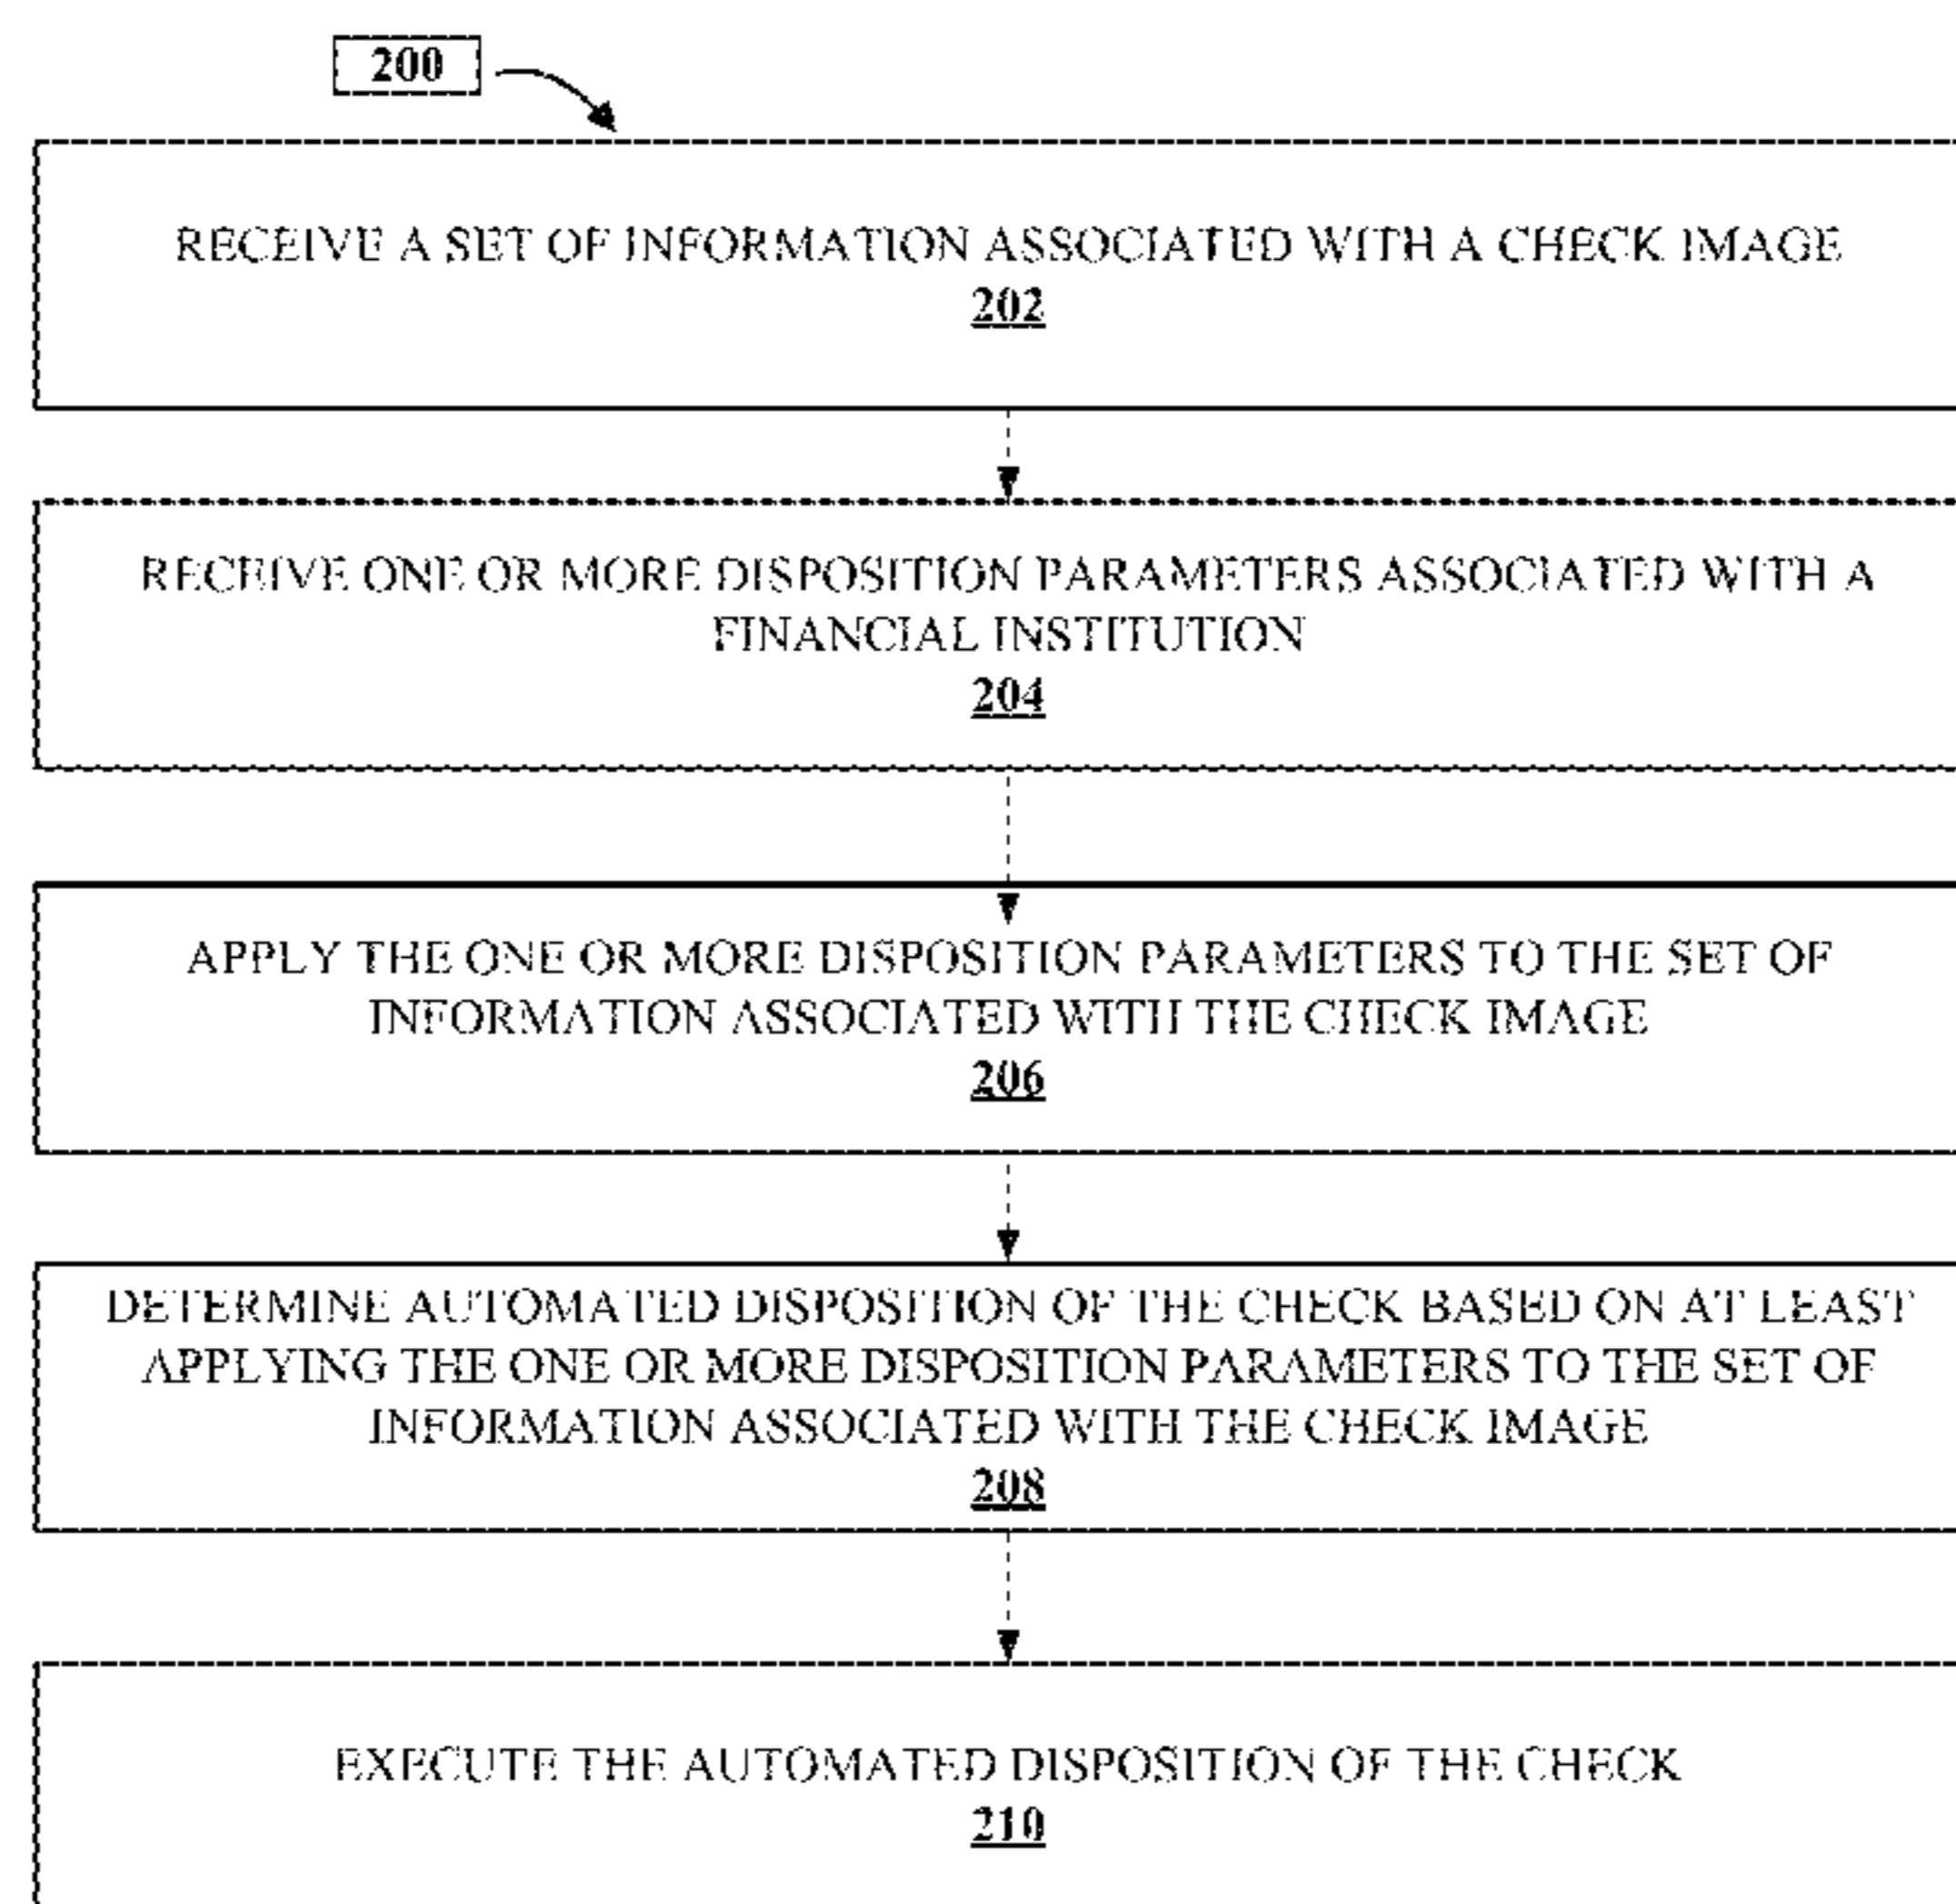 200
RECEIVE A SET OF INFORMATION ASSOCIATED WITH A CHECK IMAGE
202
RECEIVE ONE OR MORE DISPOSITION PARAMETERS ASSOCIATED WITH A
FINANCIAL INSTITUTION
204
APPLY THE ONE OR MORE DISPOSITION PARAMETERS TO THE SET OF
INFORMATION ASSOCIATED WITH THE CHECK IMAGE
206
DETERMINE AUTOMATED DISPOSITION OF THE CHECK BASED ON AT LEAST
APPLYING THE ONE OR MORE DISPOSITION PARAMETERS TO THE SET OF
INFORMATION ASSOCIATED WITH THE CHECK IMAGE
208
EXECUTE THE AUTOMATED DISPOSITION OF THE CHECK
210